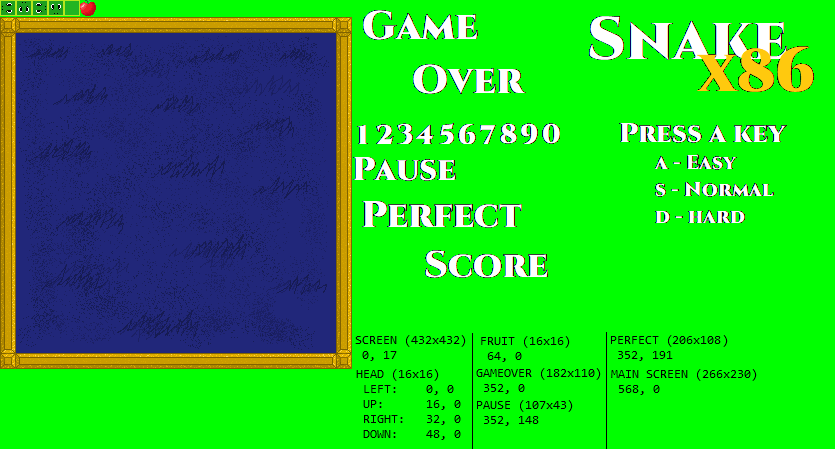 GAME
OVER
1234567890
PAUSE
PERFECT
SCORE
SNAKE
x86
PRESS A KEY
A - EASY
S - NORMAL
D - HARD
SCREEN (432x432)
0, 17
HEAD (16x16)
LEFT: 0, 0
UP: 16, 0
RIGHT: 32, 0
DOWN: 48, 0
FRUIT (16x16)
64, 0
GAMEOVER (182x110)
352, 0
PAUSE (107x43)
352, 148
PERFECT (206x108)
352, 191
MAIN SCREEN (266x230)
568, 0